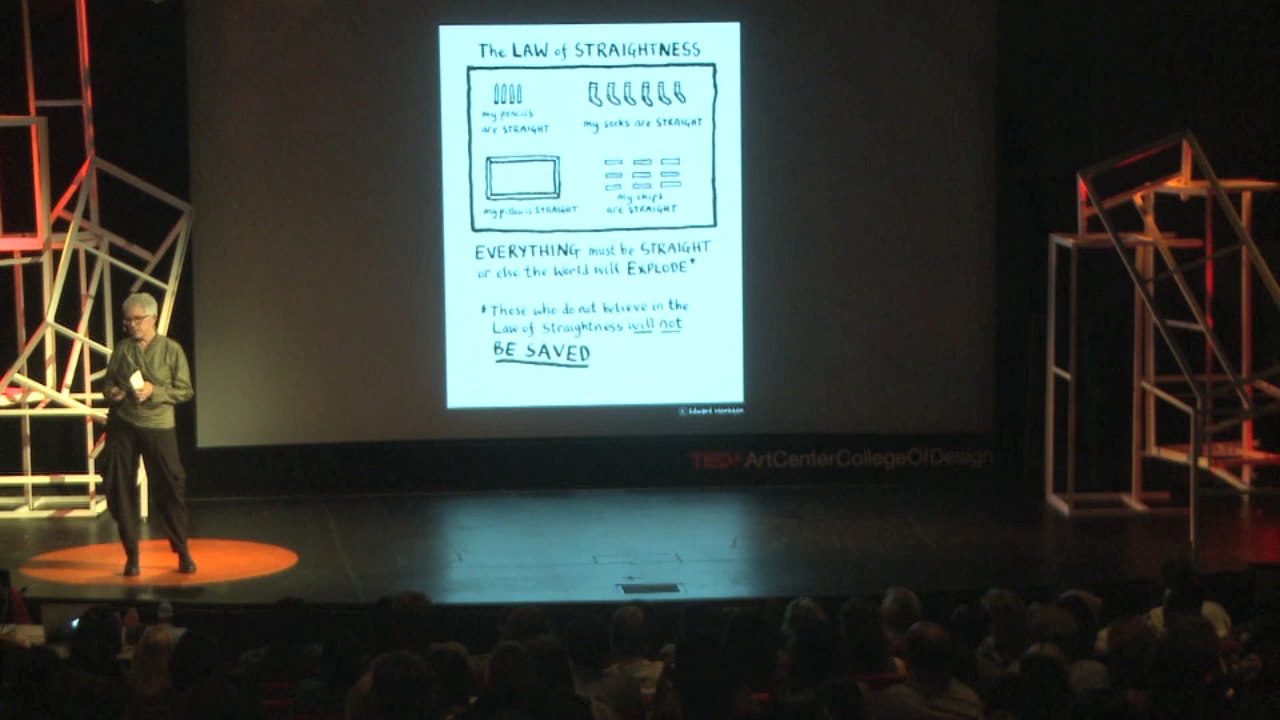 The LAW of STRAIGHTNESS
my pencils
are STRAIGHT
my socks are STRAIGHT
my pillow is STRAIGHT
my chips
are STRAIGHT
EVERYTHING must be STRAIGHT
or else the world will EXPLODE*
* Those who do not believe in the
Law of Straightness will not
BE SAVED
© Edward
TEDxArtCenterCollegeOfDesign